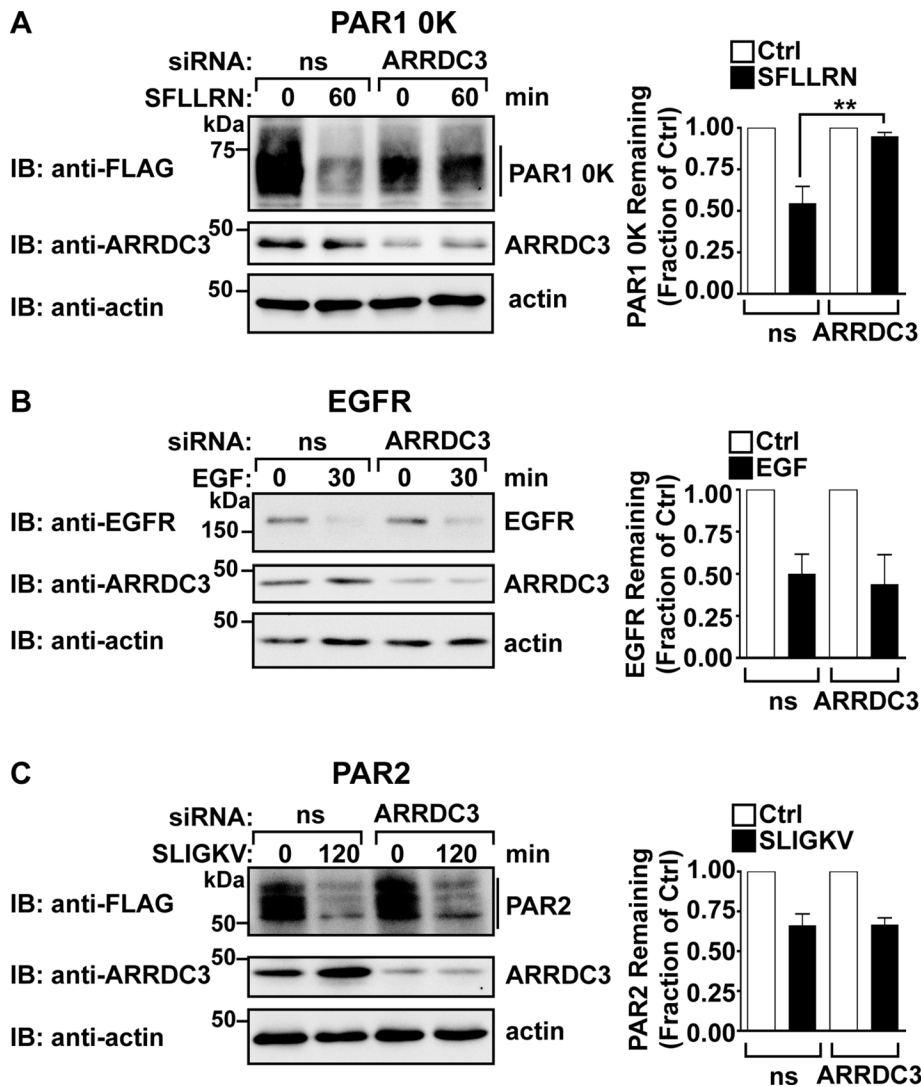 A
PAR1 0K
siRNA: ns ARRDC3
SFLLRN: 0 60 0 60 min
kDa
75
IB: anti-FLAG PAR1 0K
50
IB: anti-ARRDC3 ARRDC3
50
IB: anti-actin actin
Ctrl
SFLLRN
**
PAR1 0K Remaining
(Fraction of Ctrl)
1.00
0.75
0.50
0.25
0.00
ns ARRDC3
B
EGFR
siRNA: ns ARRDC3
EGF: 0 30 0 30 min
kDa
IB: anti-EGFR 150 EGFR
50
IB: anti-ARRDC3 ARRDC3
50
IB: anti-actin actin
Ctrl
EGF
EGFR Remaining
(Fraction of Ctrl)
1.00
0.75
0.50
0.25
0.00
ns ARRDC3
C
PAR2
siRNA: ns ARRDC3
SLIGKV: 0 120 0 120 min
kDa
IB: anti-FLAG PAR2
50
50
IB: anti-ARRDC3 ARRDC3
50
IB: anti-actin actin
Ctrl
SLIGKV
PAR2 Remaining
(Fraction of Ctrl)
1.00
0.75
0.50
0.25
0.00
ns ARRDC3